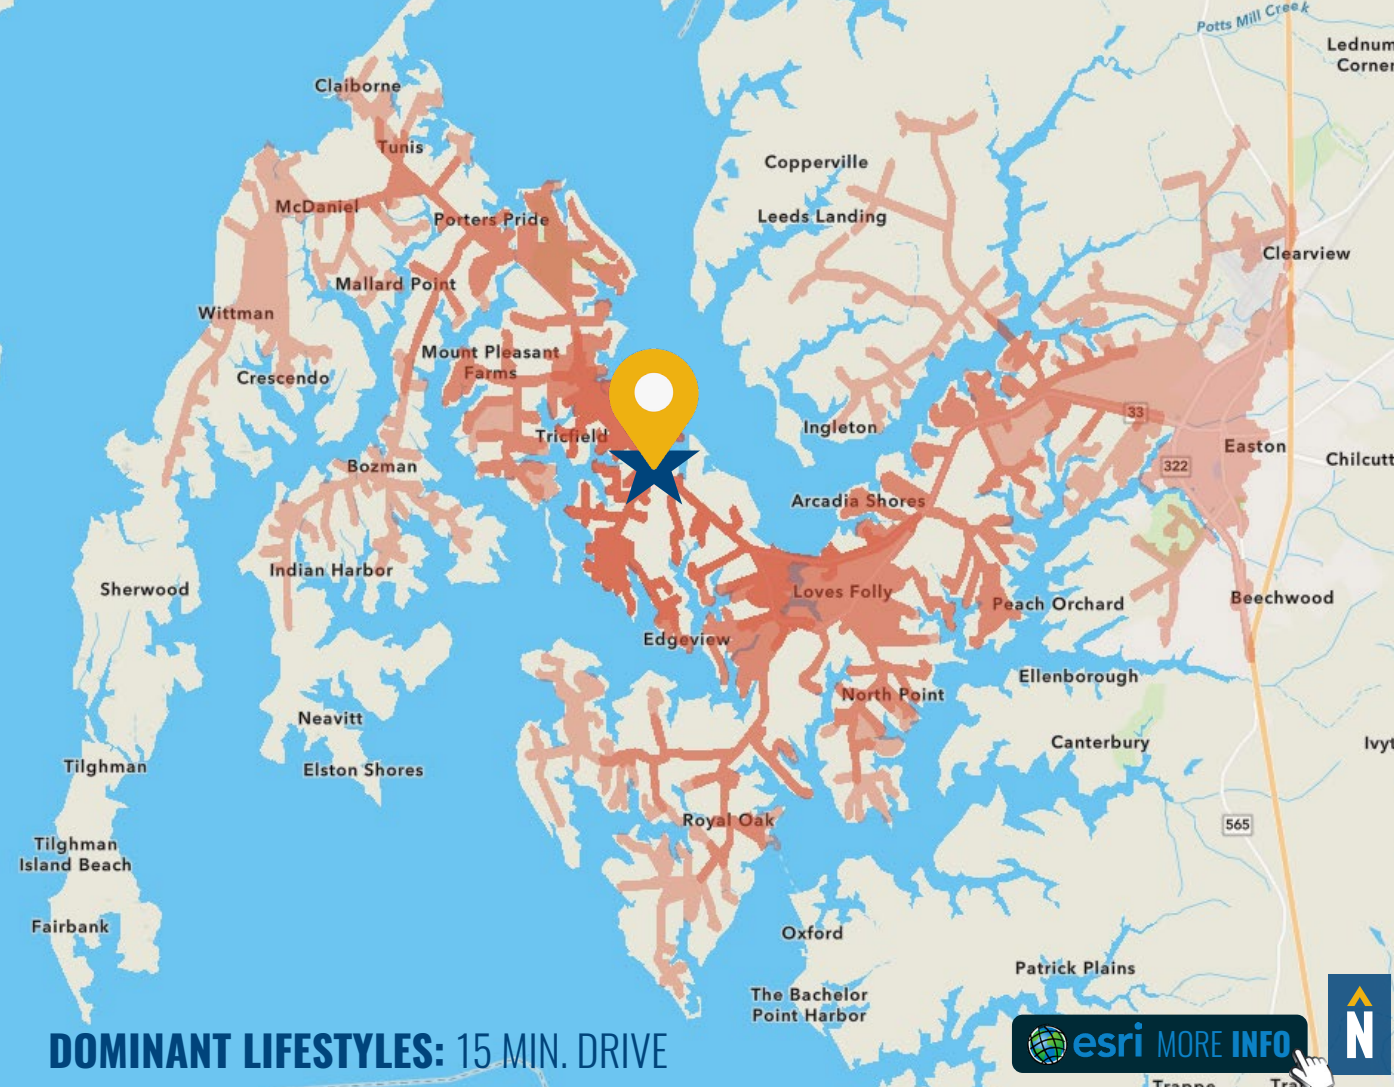 Potts Mill Creek
Lednum
Corner
Claiborne
Tunis
Copperville
McDaniel
Porters Pride
Leeds Landing
Clearview
Mallard Point
Wittman
Mount Pleasant
Farms
Crescendo
33
Ingleton
Tricfield
Easton
322
Chilcutt
Bozman
Arcadia Shores
Indian Harbor
Sherwood
Loves Folly
Peach Orchard
Beechwood
Edgeview
Ellenborough
North Point
Neavitt
Canterbury
Ivyt
Tilghman
Elston Shores
Royal Oak
565
Tilghman
Island Beach
Fairbank
Oxford
Patrick Plains
The Bachelor
Point Harbor
DOMINANT LIFESTYLES: 15 MIN. DRIVE
esri MORE INFO
N
Trappe
Tra